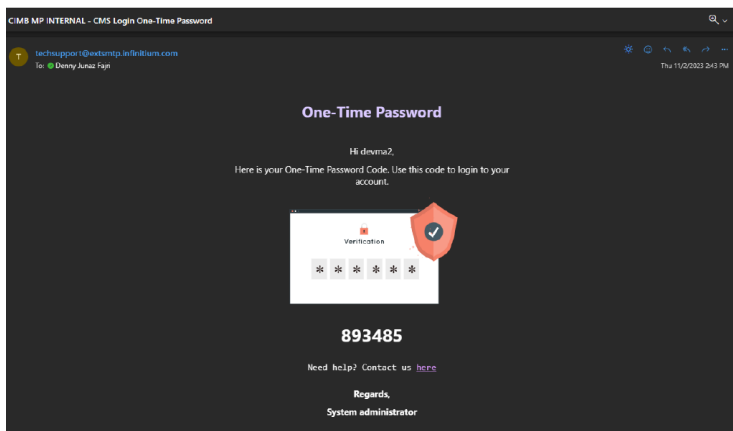 CIMB MP INTERNAL - CMS Login One-Time Password
T
techsupport@extsmtp.infinitium.com
To: Denny Junaz Fajri
Thu 11/2/2023 2:43 PM
One-Time Password
Hi devma2,
Here is your One-Time Password Code. Use this code to login to your
account.
Verification
* * * * * *
893485
Need help? Contact us here
Regards,
System administrator